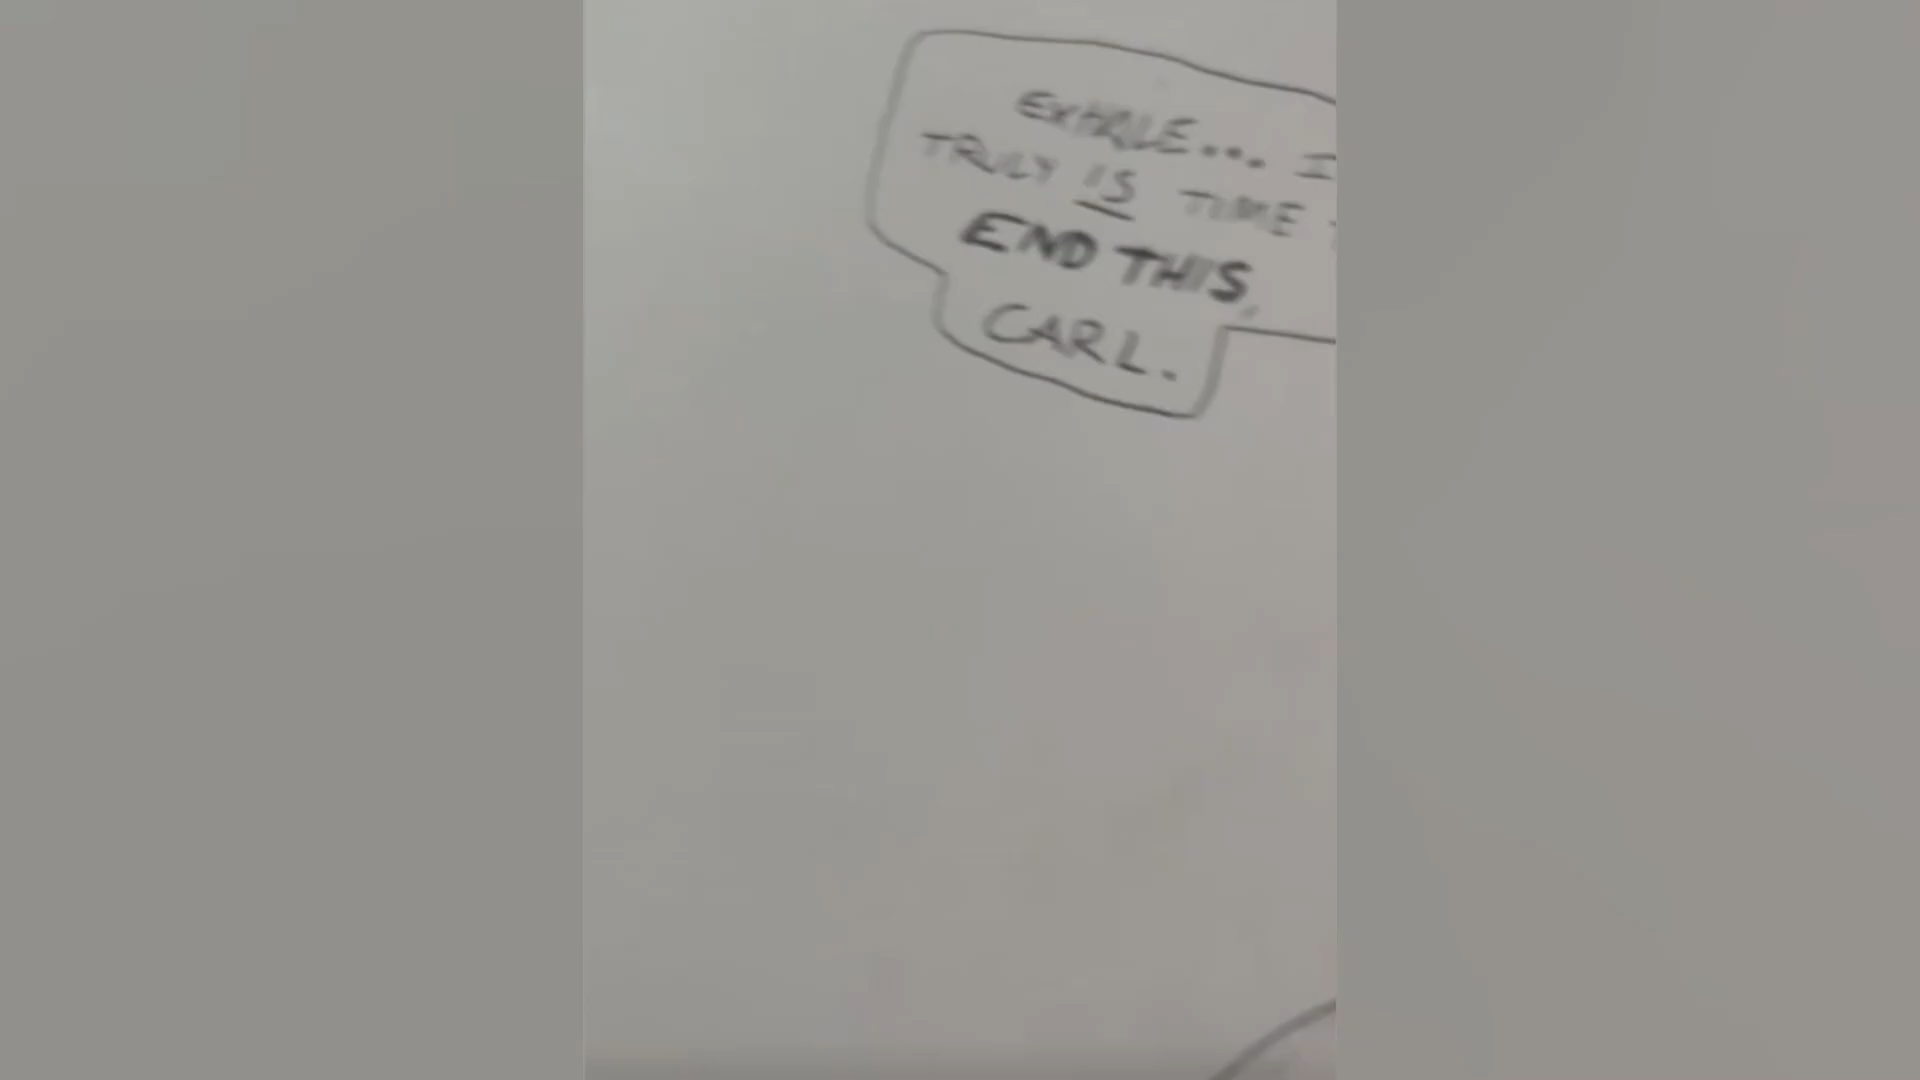 EXHALE... I
TRULY IS TIME
END THIS,
CARL.